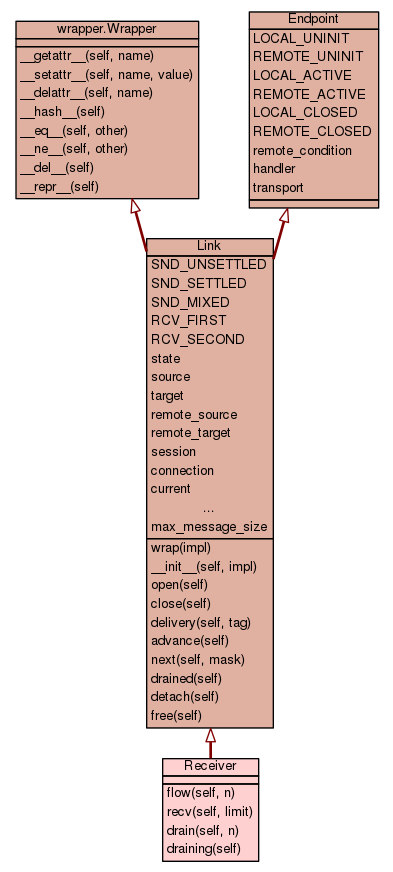 wrapper.Wrapper
__getattr__(self, name)
__setattr__(self, name, value)
__delattr__(self, name)
__hash__(self)
__eq__(self, other)
__ne__(self, other)
__del__(self)
__repr__(self)
Endpoint
LOCAL_UNINIT
REMOTE_UNINIT
LOCAL_ACTIVE
REMOTE_ACTIVE
LOCAL_CLOSED
REMOTE_CLOSED
remote_condition
handler
transport
Link
SND_UNSETTLED
SND_SETTLED
SND_MIXED
RCV_FIRST
RCV_SECOND
state
source
target
remote_source
remote_target
session
connection
current
...
max_message_size
wrap(impl)
__init__(self, impl)
open(self)
close(self)
delivery(self, tag)
advance(self)
next(self, mask)
drained(self)
detach(self)
free(self)
Receiver
flow(self, n)
recv(self, limit)
drain(self, n)
draining(self)